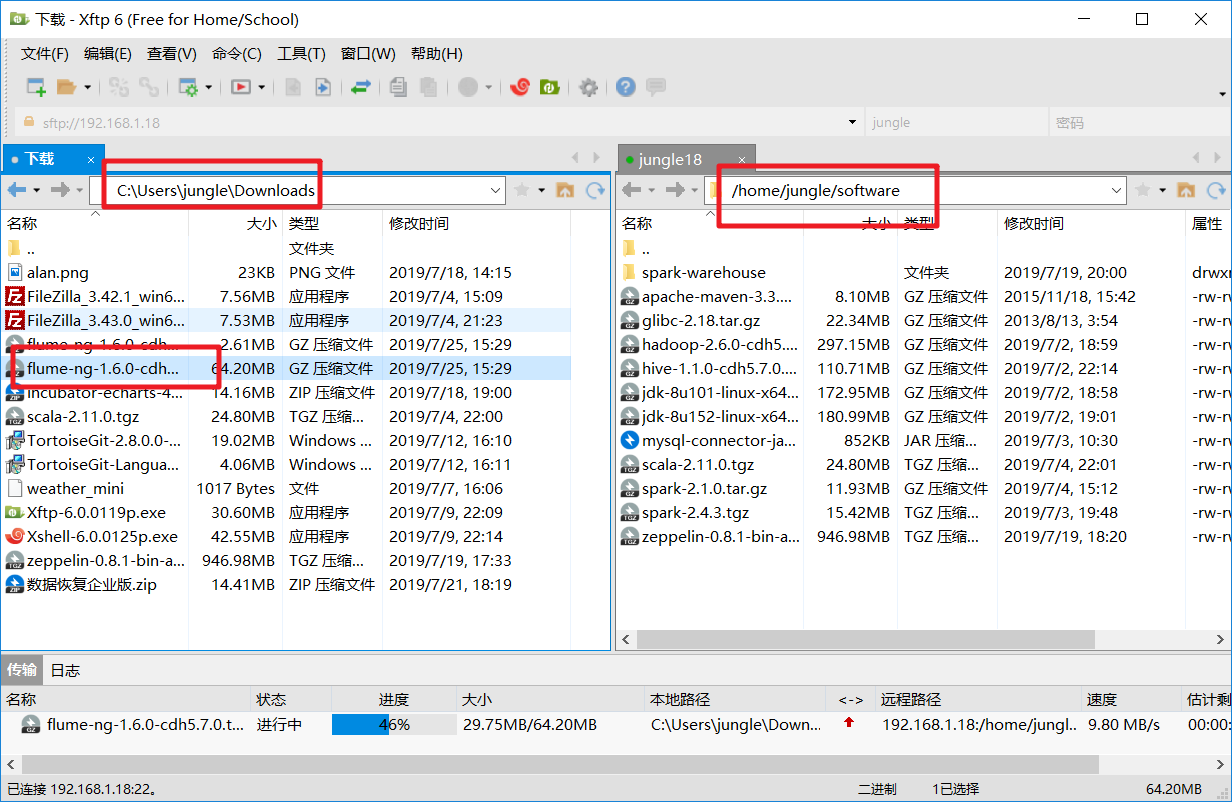 下载 - Xftp 6 (Free for Home/School)
文件(F) 编辑(E) 查看(V) 命令(C) 工具(T) 窗口(W) 帮助(H)
sftp://192.168.1.18 jungle 密码
下载 × jungle18 ×
C:\Users\jungle\Downloads /home/jungle/software
名称 大小 类型 修改时间
.. 文件夹
alan.png 23KB PNG 文件 2019/7/18, 14:15
FileZilla_3.42.1_win6... 7.56MB 应用程序 2019/7/4, 15:09
FileZilla_3.43.0_win6... 7.53MB 应用程序 2019/7/4, 21:23
flume-ng-1.6.0-cdh... 2.61MB GZ 压缩文件 2019/7/25, 15:29
flume-ng-1.6.0-cdh... 64.20MB GZ 压缩文件 2019/7/25, 15:29
incubator-echarts-4... 14.16MB ZIP 压缩文件 2019/7/18, 19:00
scala-2.11.0.tgz 24.80MB TGZ 压缩... 2019/7/4, 22:00
TortoiseGit-2.8.0.0-... 19.02MB Windows ... 2019/7/12, 16:10
TortoiseGit-Langua... 4.06MB Windows ... 2019/7/12, 16:11
weather_mini 1017 Bytes 文件 2019/7/7, 16:06
Xftp-6.0.0119p.exe 30.60MB 应用程序 2019/7/9, 22:09
Xshell-6.0.0125p.exe 42.55MB 应用程序 2019/7/9, 22:14
zeppelin-0.8.1-bin-a... 946.98MB TGZ 压缩... 2019/7/19, 17:33
数据恢复企业版.zip 14.41MB ZIP 压缩文件 2019/7/21, 18:19
名称 大小 类型 修改时间 属性
..
spark-warehouse 文件夹 2019/7/19, 20:00 drwx
apache-maven-3.3.... 8.10MB GZ 压缩文件 2015/11/18, 15:42 -rw-r
glibc-2.18.tar.gz 22.34MB GZ 压缩文件 2013/8/13, 3:54 -rw-r
hadoop-2.6.0-cdh5.... 297.15MB GZ 压缩文件 2019/7/2, 18:59 -rw-r
hive-1.1.0-cdh5.7.0.... 110.71MB GZ 压缩文件 2019/7/2, 22:14 -rw-r
jdk-8u101-linux-x64... 172.95MB GZ 压缩文件 2019/7/2, 18:58 -rw-r
jdk-8u152-linux-x64... 180.99MB GZ 压缩文件 2019/7/2, 19:01 -rw-r
mysql-connector-ja... 852KB JAR 压缩... 2019/7/3, 10:30 -rw-r
scala-2.11.0.tgz 24.80MB TGZ 压缩... 2019/7/4, 22:01 -rw-r
spark-2.1.0.tar.gz 11.93MB GZ 压缩文件 2019/7/4, 15:12 -rw-r
spark-2.4.3.tgz 15.42MB TGZ 压缩... 2019/7/3, 19:48 -rw-r
zeppelin-0.8.1-bin-a... 946.98MB TGZ 压缩... 2019/7/19, 18:20 -rw-r
传输 日志
名称 状态 进度 大小 本地路径 <-> 远程路径 速度 估计剩
flume-ng-1.6.0-cdh5.7.0.t... 进行中 46% 29.75MB/64.20MB C:\Users\jungle\Down... 192.168.1.18:/home/jungl... 9.80 MB/s 00:00:
已连接 192.168.1.18:22。 二进制 1已选择 64.20MB